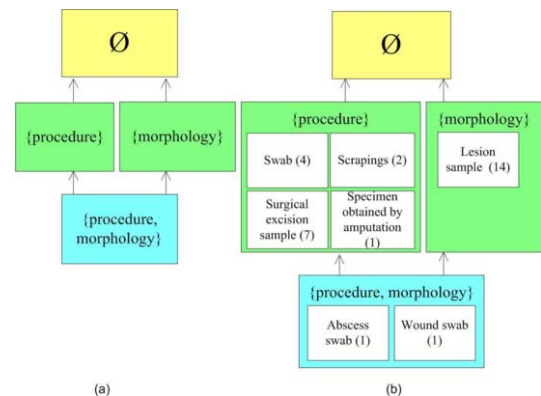 Ø
{procedure}
{morphology}
{procedure,
morphology}
(a)
Ø
{procedure}
Swab (4)
Scrapings (2)
Surgical
excision
sample (7)
Specimen
obtained by
amputation
(1)
{morphology}
Lesion
sample (14)
{procedure, morphology}
Abscess
swab (1)
Wound swab
(1)
(b)